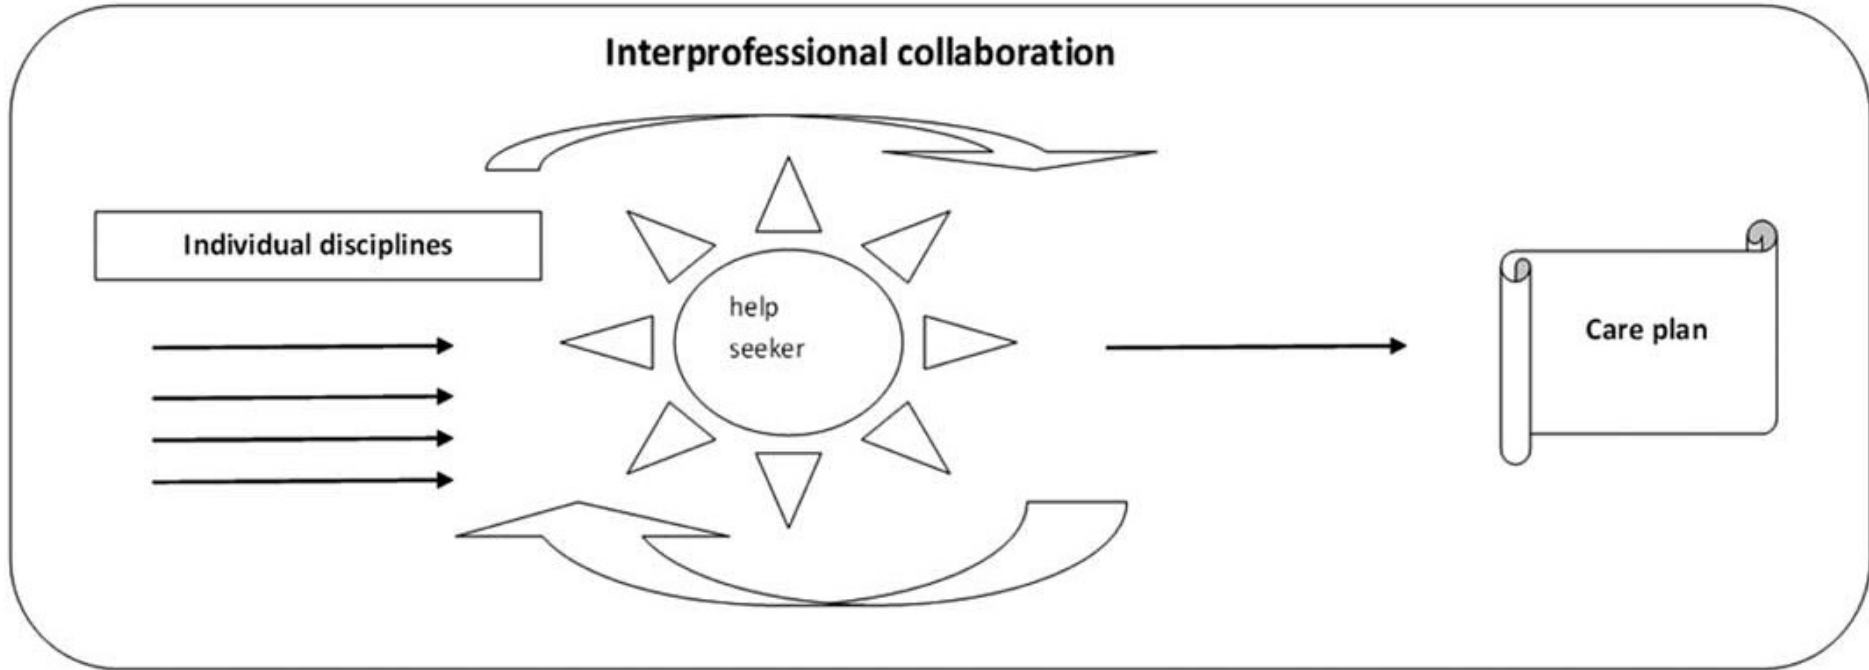 Interprofessional collaboration
Individual disciplines
help
seeker
Care plan